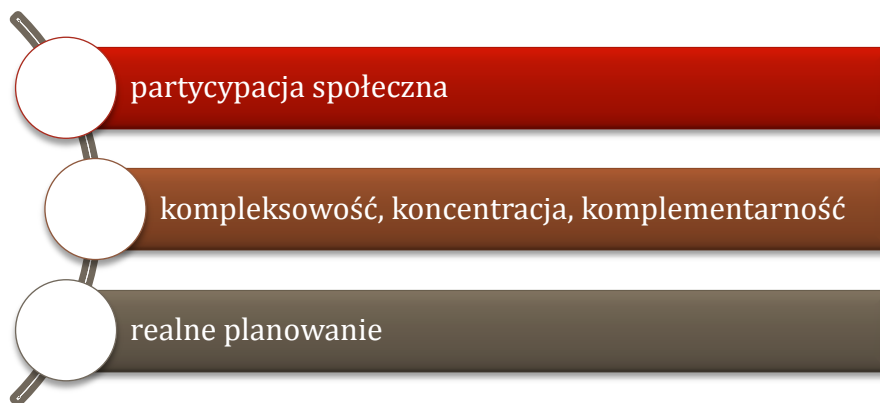 partycypacja społeczna
kompleksowość, koncentracja, komplementarność
realne planowanie